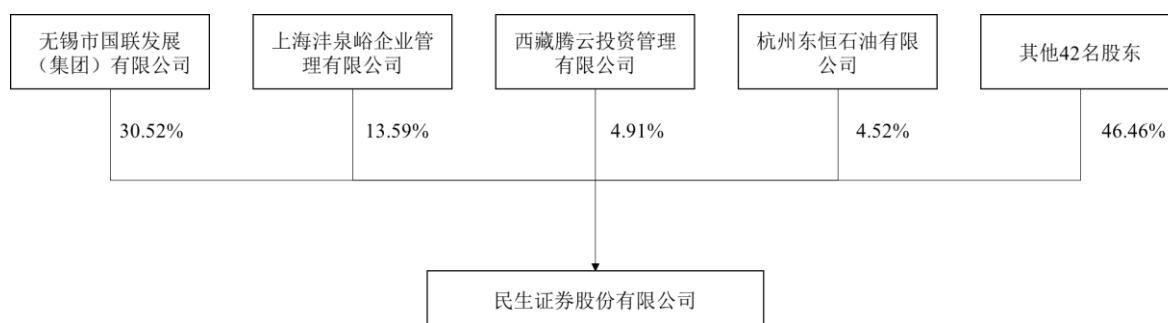 无锡市国联发展
（集团）有限公司
上海沣泉峪企业管
理有限公司
西藏腾云投资管理
有限公司
杭州东恒石油有限
公司
其他42名股东
30.52%
13.59%
4.91%
4.52%
46.46%
民生证券股份有限公司